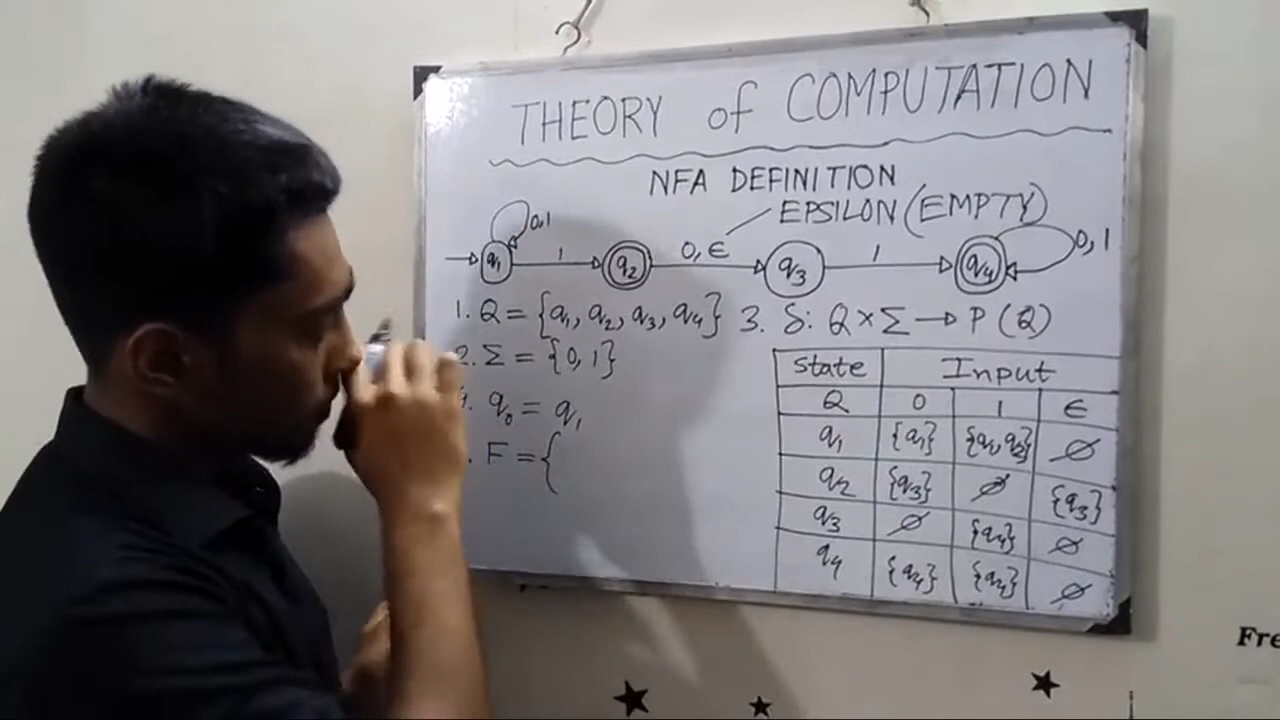 THEORY of COMPUTATION
NFA DEFINITION
EPSILON (EMPTY)
0,1 1 0, ϵ 1 0, 1
q₁ q₂ q₃ q₄
1. Q = {q₁, q₂, q₃, q₄} 3. δ: Q × Σ → P (Q)
2. Σ = {0, 1}
q₀ = q₁
F = {
State Input
Q 0 1 ϵ
q₁ {q₁} {q₁, q₂} ∅
q₂ {q₃} ∅ {q₃}
q₃ ∅ {q₄} ∅
q₄ {q₄} {q₄} ∅
Fre